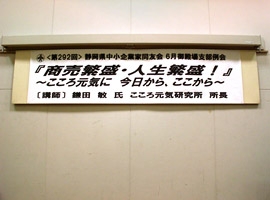 <第292回> 静岡県中小企業家同友会 6月御殿場支部例会
『商売繁盛・人生繁盛!』
～こころ元気に 今日から、ここから～
〔講師〕 鎌田 敏 氏 こころ元気研究所 所長